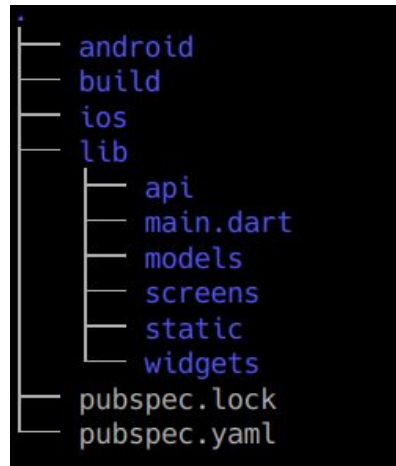 .
android
build
ios
lib
api
main.dart
models
screens
static
widgets
pubspec.lock
pubspec.yaml